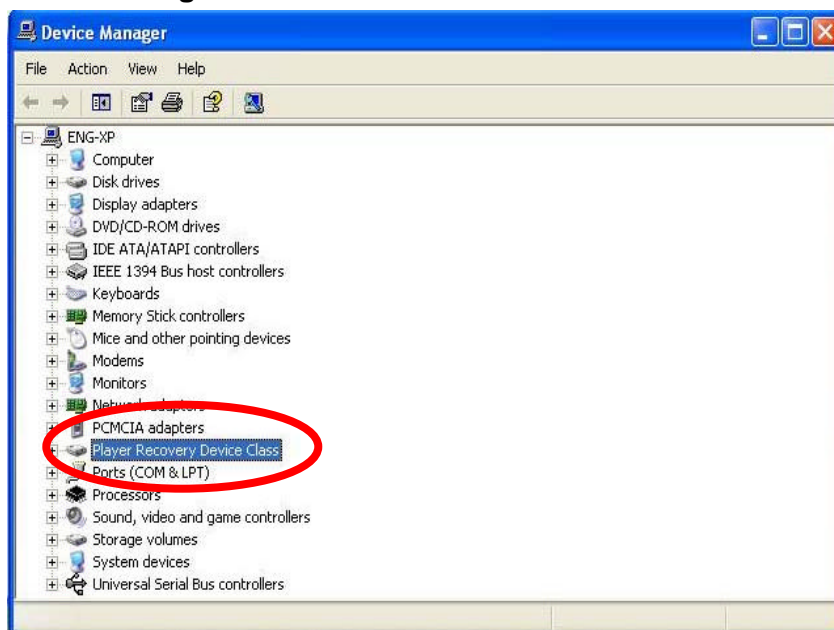 Device Manager
File Action View Help
ENG-XP
Computer
Disk drives
Display adapters
DVD/CD-ROM drives
IDE ATA/ATAPI controllers
IEEE 1394 Bus host controllers
Keyboards
Memory Stick controllers
Mice and other pointing devices
Modems
Monitors
Network adapters
PCMCIA adapters
Player Recovery Device Class
Ports (COM & LPT)
Processors
Sound, video and game controllers
Storage volumes
System devices
Universal Serial Bus controllers